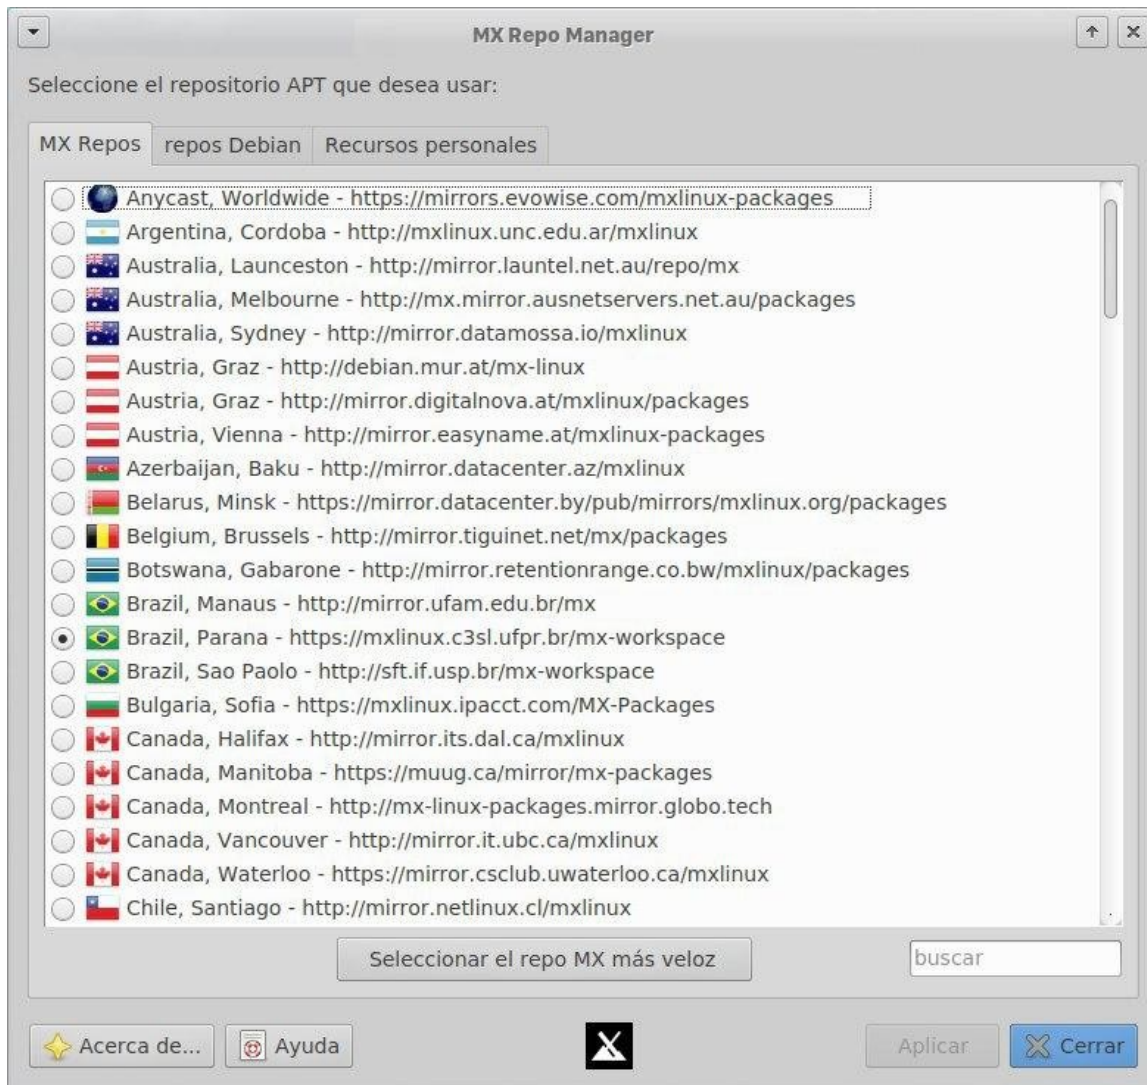 MX Repo Manager
Seleccione el repositorio APT que desea usar:
MX Repos repos Debian Recursos personales
Anycast, Worldwide - https://mirrors.evowise.com/mxlinux-packages
Argentina, Cordoba - http://mxlinux.unc.edu.ar/mxlinux
Australia, Launceston - http://mirror.launtel.net.au/repo/mx
Australia, Melbourne - http://mx.mirror.ausnetservers.net.au/packages
Australia, Sydney - http://mirror.datamossa.io/mxlinux
Austria, Graz - http://debian.mur.at/mx-linux
Austria, Graz - http://mirror.digitalnova.at/mxlinux/packages
Austria, Vienna - http://mirror.easyname.at/mxlinux-packages
Azerbaijan, Baku - http://mirror.datacenter.az/mxlinux
Belarus, Minsk - https://mirror.datacenter.by/pub/mirrors/mxlinux.org/packages
Belgium, Brussels - http://mirror.tiguinet.net/mx/packages
Botswana, Gabarone - http://mirror.retentionrange.co.bw/mxlinux/packages
Brazil, Manaus - http://mirror.ufam.edu.br/mx
Brazil, Parana - https://mxlinux.c3sl.ufpr.br/mx-workspace
Brazil, Sao Paolo - http://sft.if.usp.br/mx-workspace
Bulgaria, Sofia - https://mxlinux.ipacct.com/MX-Packages
Canada, Halifax - http://mirror.its.dal.ca/mxlinux
Canada, Manitoba - https://muug.ca/mirror/mx-packages
Canada, Montreal - http://mx-linux-packages.mirror.globo.tech
Canada, Vancouver - http://mirror.it.ubc.ca/mxlinux
Canada, Waterloo - https://mirror.csclub.uwaterloo.ca/mxlinux
Chile, Santiago - http://mirror.netlinux.cl/mxlinux
Seleccionar el repo MX más veloz buscar
Acerca de... Ayuda Aplicar Cerrar